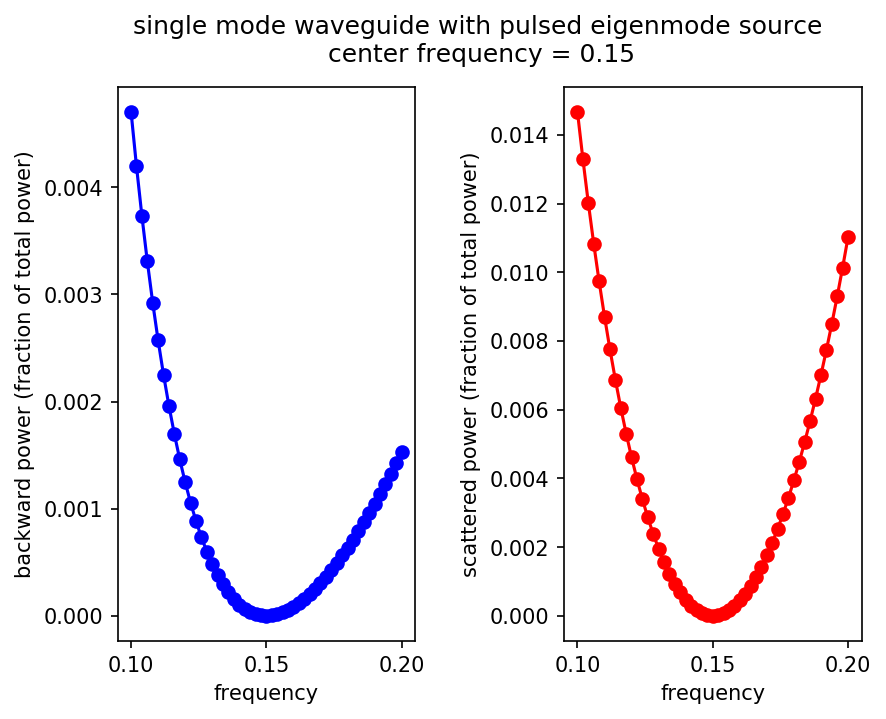 single mode waveguide with pulsed eigenmode source
center frequency = 0.15
backward power (fraction of total power)
0.004
0.003
0.002
0.001
0.000
0.10 0.15 0.20
frequency
scattered power (fraction of total power)
0.014
0.012
0.010
0.008
0.006
0.004
0.002
0.000
0.10 0.15 0.20
frequency